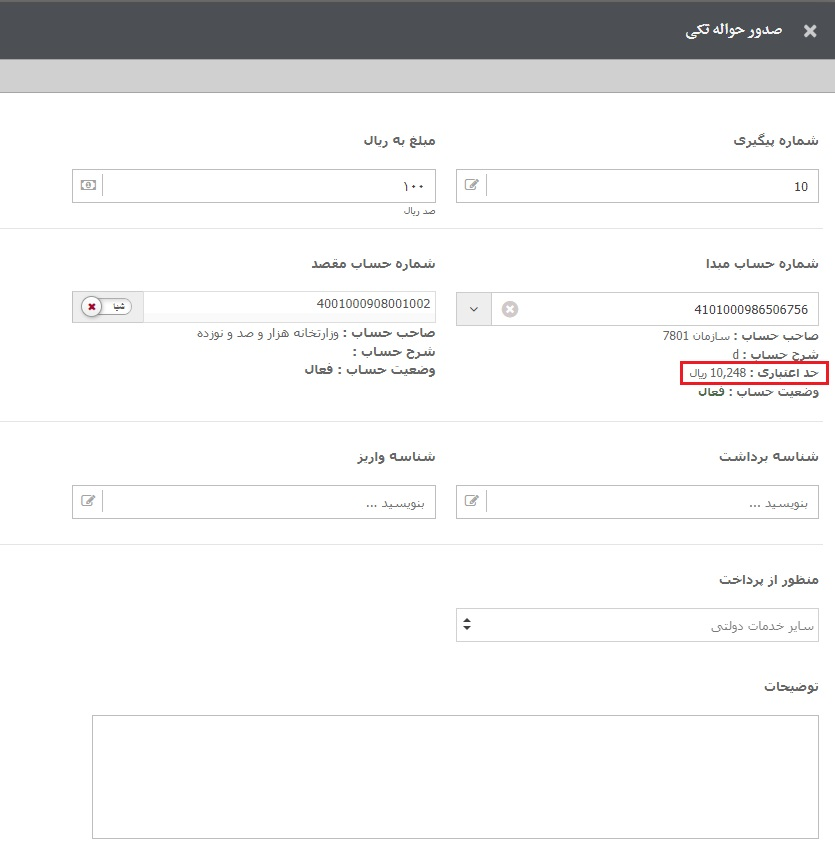 صدور حواله تکی
شماره پیگیری
10
مبلغ به ریال
۱۰۰
صد ریال
شماره حساب مبدا
4101000986506756
صاحب حساب : سازمان 7801
شرح حساب : d
حد اعتباری : 10,248 ریال
وضعیت حساب : فعال
شماره حساب مقصد
4001000908001002
شبا
صاحب حساب : وزارتخانه هزار و صد و نوزده
شرح حساب :
وضعیت حساب : فعال
شناسه برداشت
بنویسید ...
شناسه واریز
بنویسید ...
منظور از پرداخت
سایر خدمات دولتی
توضیحات